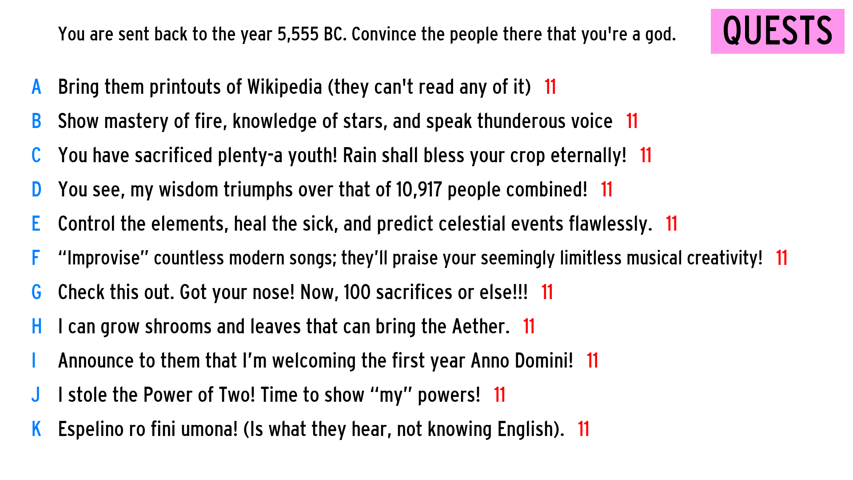 You are sent back to the year 5,555 BC. Convince the people there that you're a god.
QUESTS
A Bring them printouts of Wikipedia (they can't read any of it) 11
B Show mastery of fire, knowledge of stars, and speak thunderous voice 11
C You have sacrificed plenty-a youth! Rain shall bless your crop eternally! 11
D You see, my wisdom triumphs over that of 10,917 people combined! 11
E Control the elements, heal the sick, and predict celestial events flawlessly. 11
F “Improvise” countless modern songs; they’ll praise your seemingly limitless musical creativity! 11
G Check this out. Got your nose! Now, 100 sacrifices or else!!! 11
H I can grow shrooms and leaves that can bring the Aether. 11
I Announce to them that I’m welcoming the first year Anno Domini! 11
J I stole the Power of Two! Time to show “my” powers! 11
K Espelino ro fini umona! (Is what they hear, not knowing English). 11